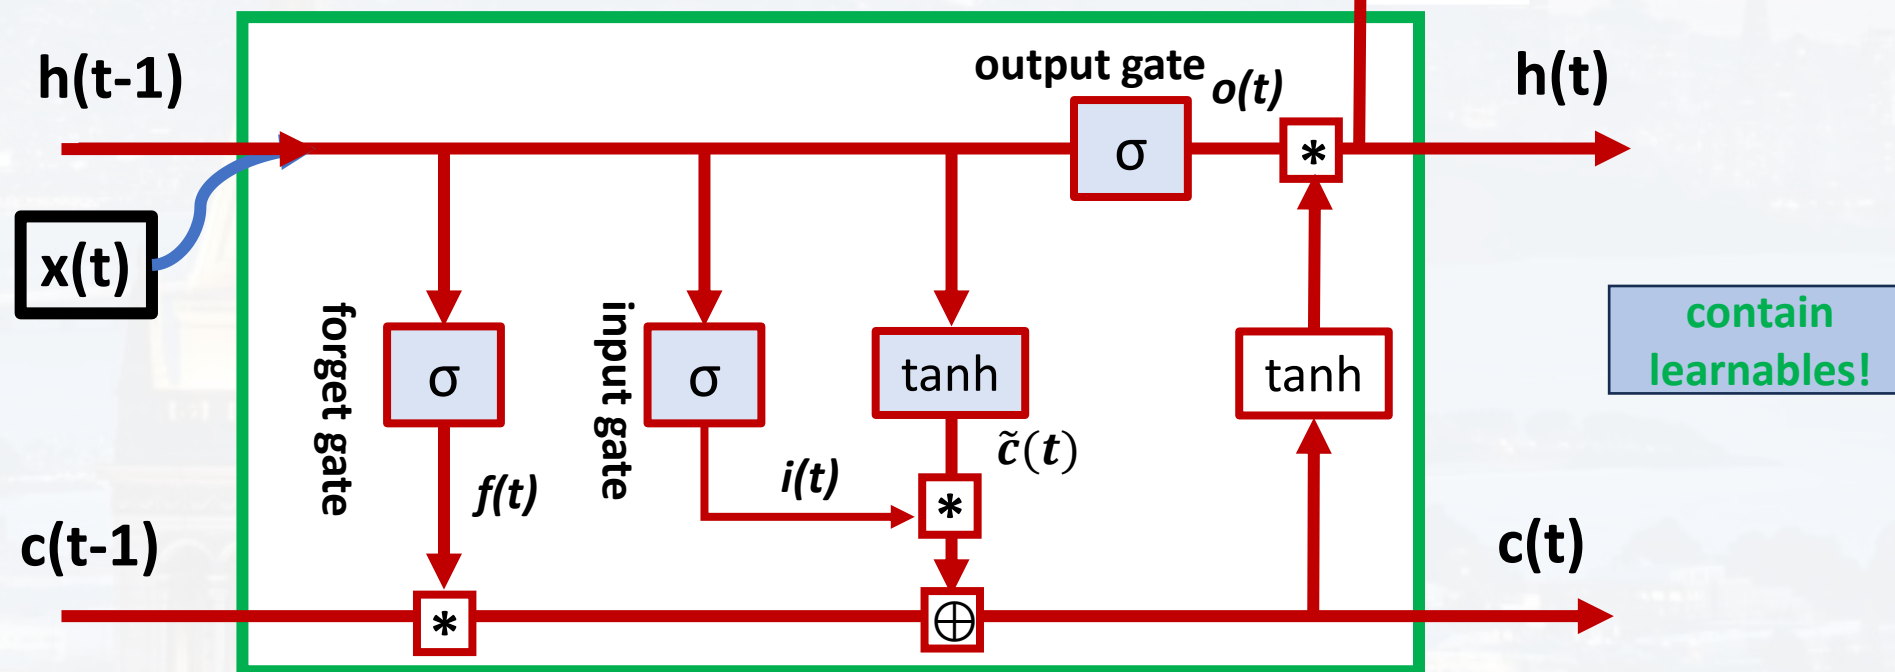 output gate
o(t)
h(t-1)
h(t)
σ
*
x(t)
forget gate
input gate
σ
σ
tanh
tanh
contain
learnables!
c̃(t)
f(t)
i(t)
*
c(t-1)
c(t)
*
⊕